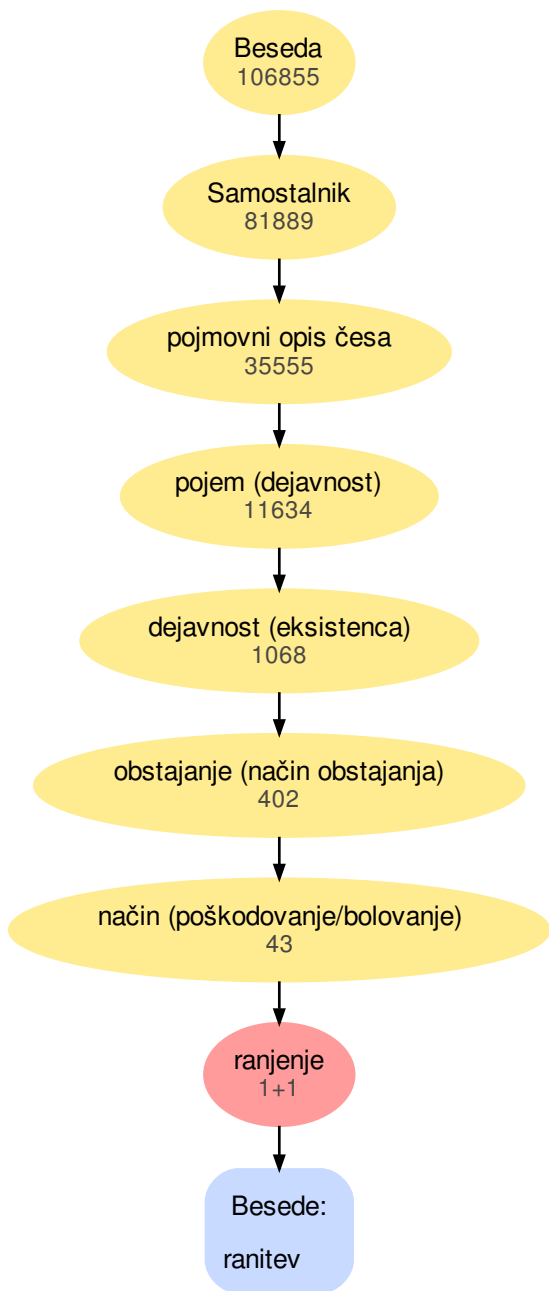 Beseda
106855
Samostalnik
81889
pojmovni opis česa
35555
pojem (dejavnost)
11634
dejavnost (eksistenca)
1068
obstajanje (način obstajanja)
402
način (poškodovanje/bolovanje)
43
ranjenje
1+1
Besede:
ranitev